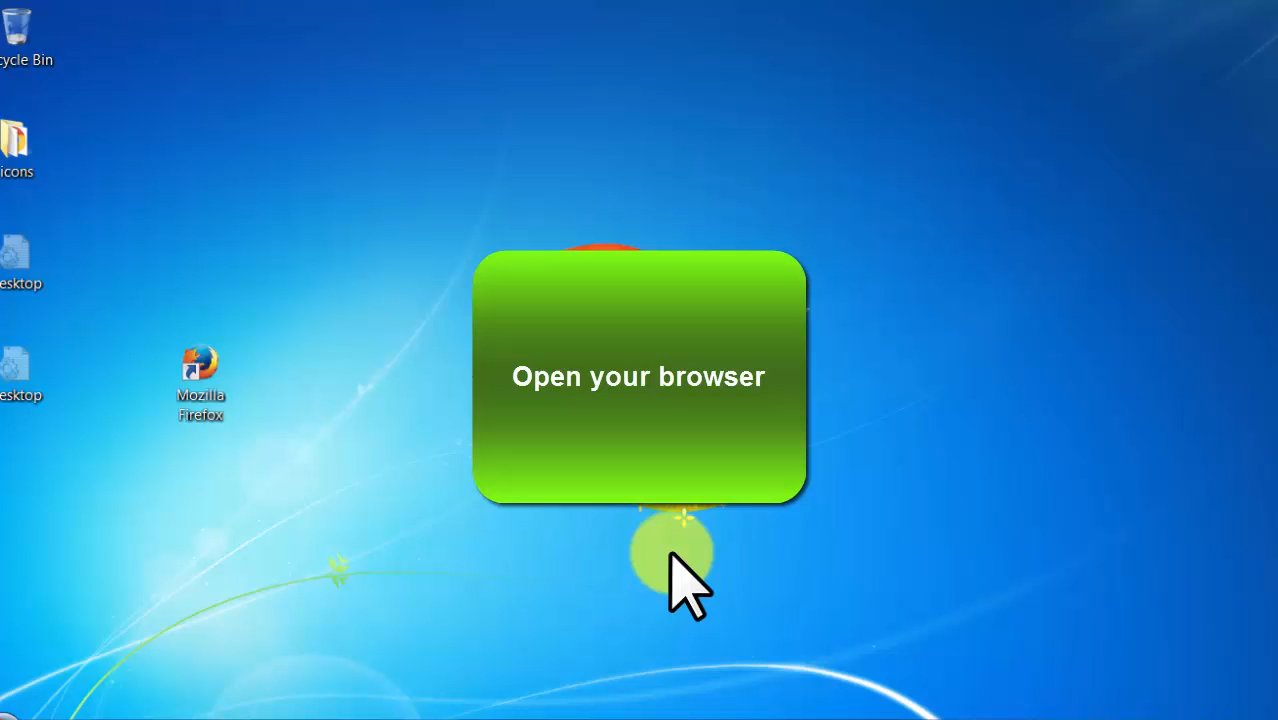 cycle Bin
icons
esktop
esktop
Mozilla
Firefox
Open your browser